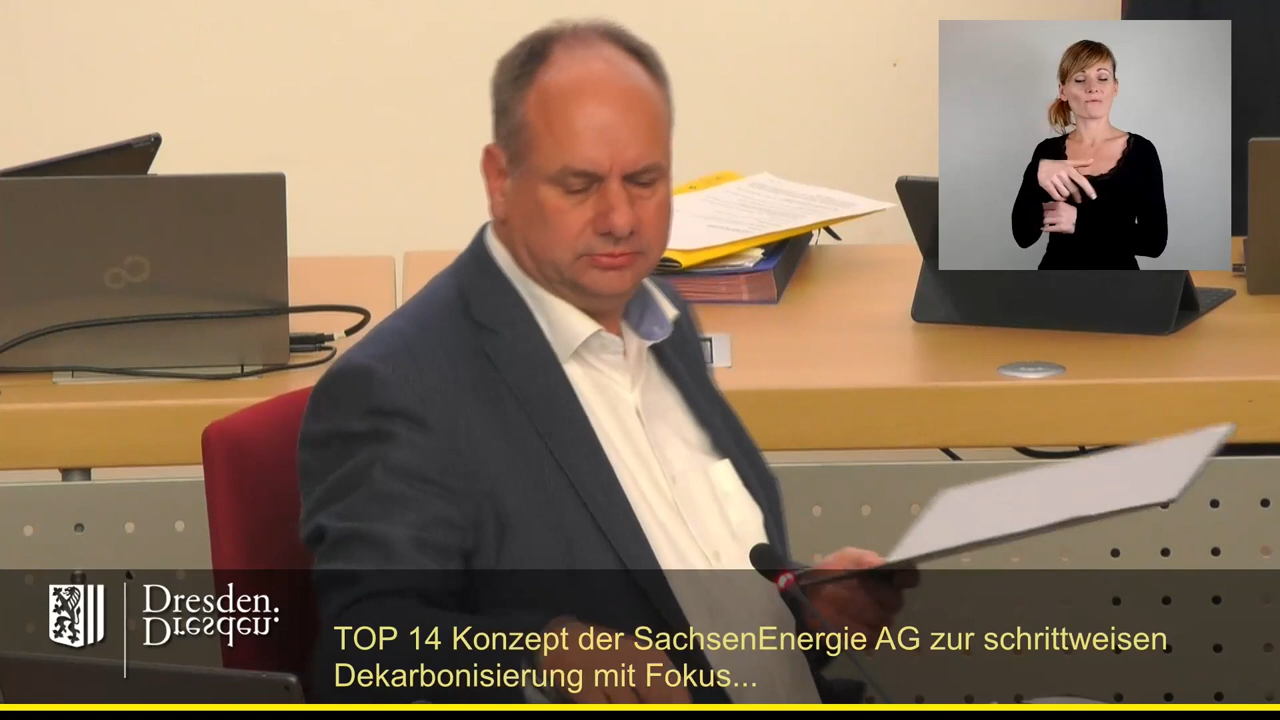 Dresden.
Dresden.
TOP 14 Konzept der SachsenEnergie AG zur schrittweisen
Dekarbonisierung mit Fokus...